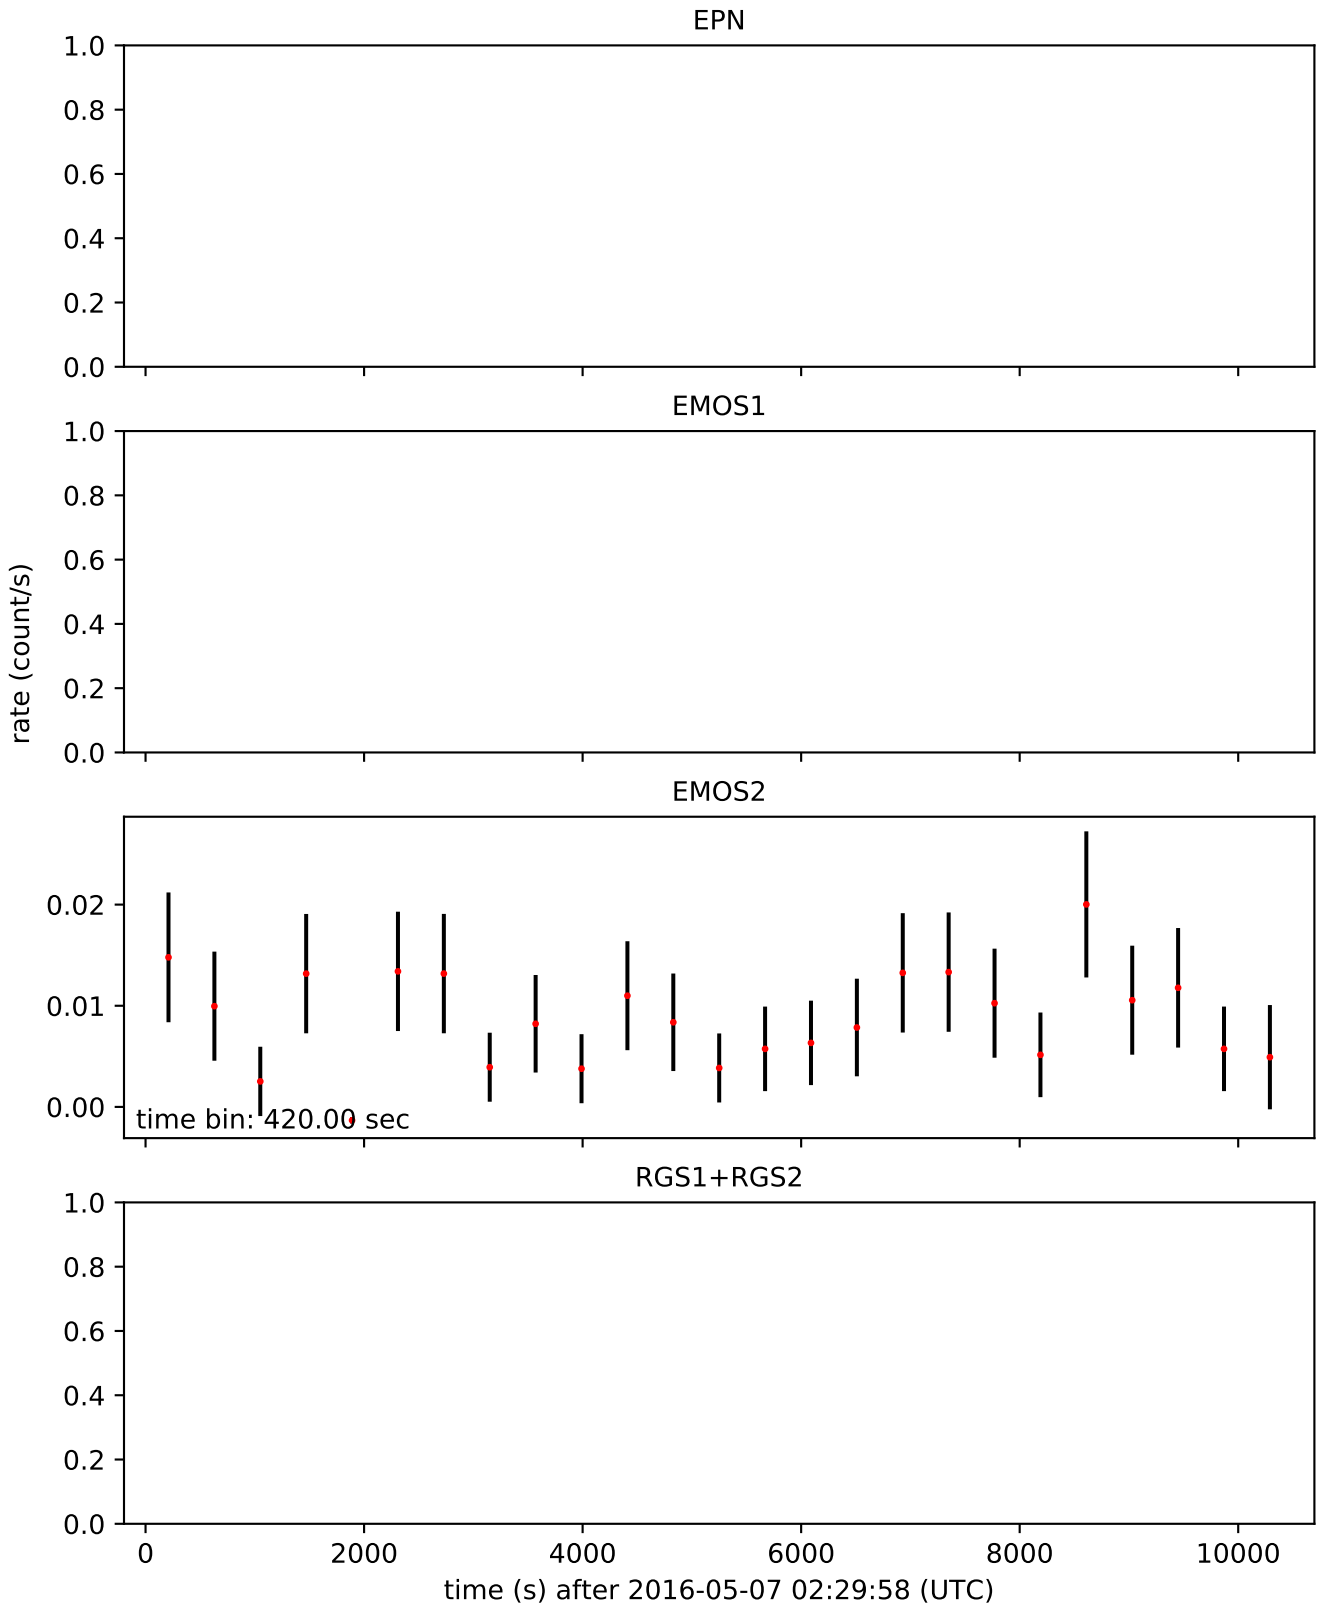 EPN
1.0
0.8
0.6
0.4
0.2
0.0
EMOS1
1.0
0.8
0.6
0.4
0.2
0.0
rate (count/s)
EMOS2
0.02
0.01
0.00
time bin: 420.00 sec
RGS1+RGS2
1.0
0.8
0.6
0.4
0.2
0.0
0 2000 4000 6000 8000 10000
time (s) after 2016-05-07 02:29:58 (UTC)